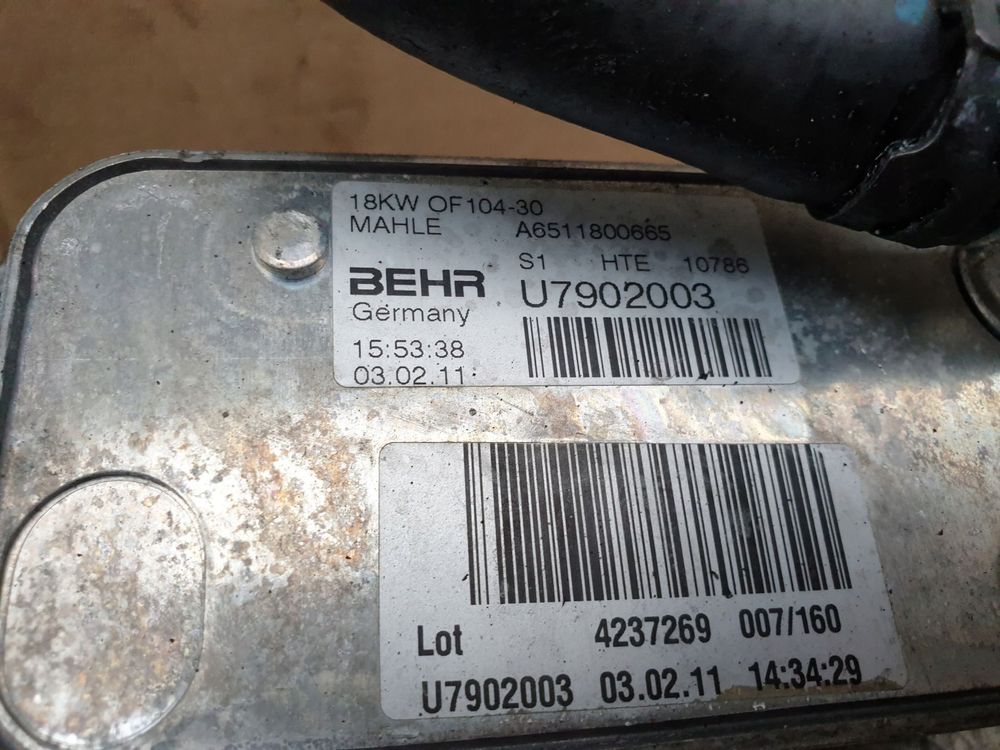 18KW OF104-30
MAHLE A6511800665
S1 HTE 10786
BEHR U7902003
Germany
15:53:38
03.02.11
Lot 4237269 007/160
U7902003 03.02.11 14:34:29